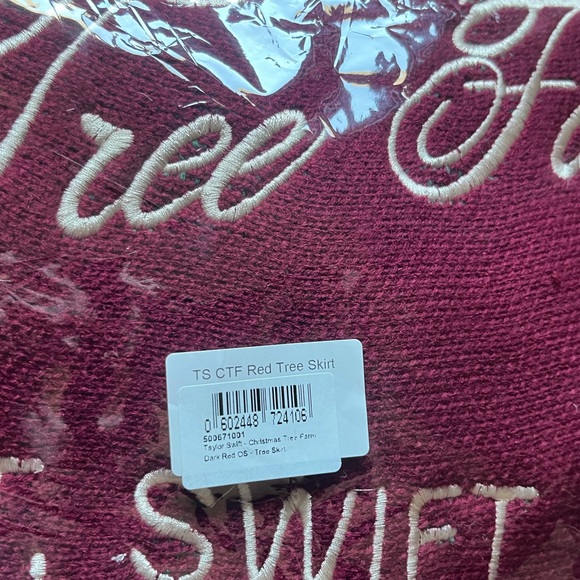 Tree Fa
TS CTF Red Tree Skirt
0 602448 724106
500671001
Taylor Swift - Christmas Tree Farm
Dark Red OS - Tree Skirt
. SWIFT